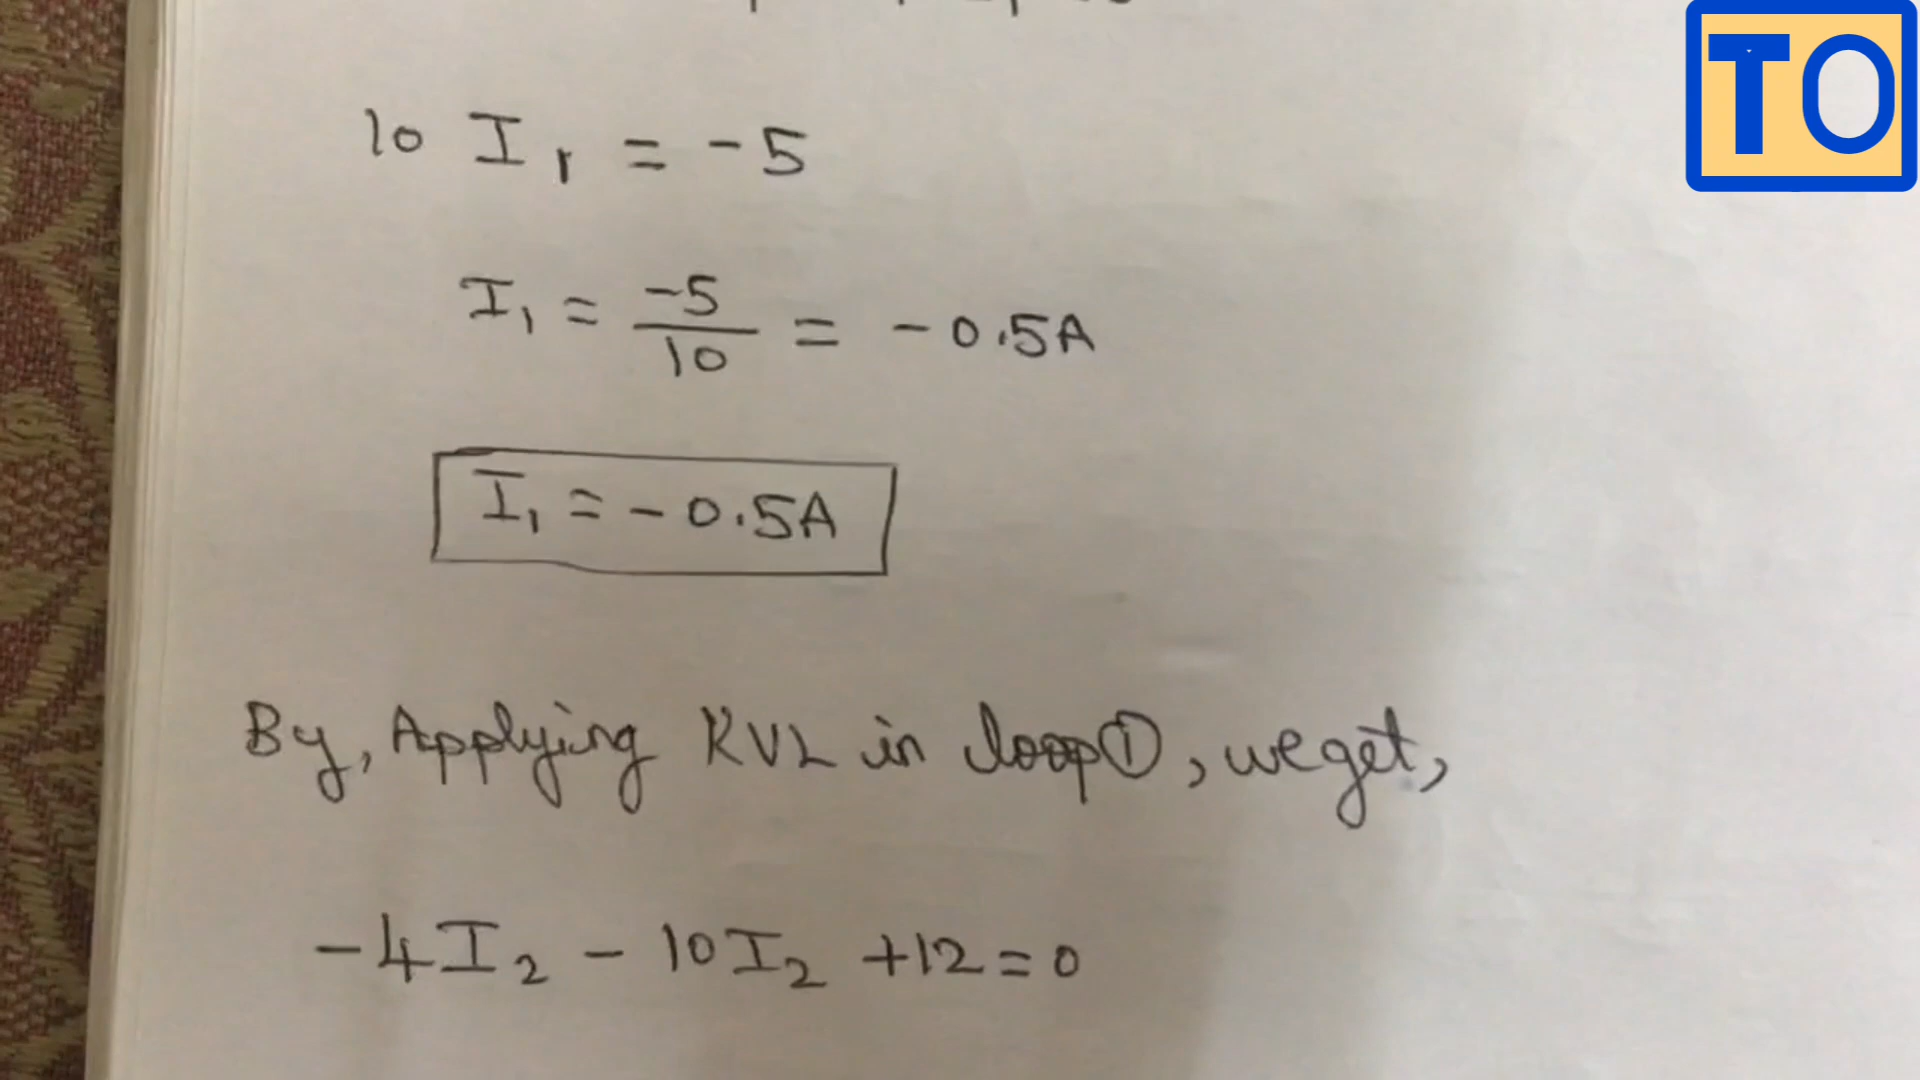 TO
10 I₁ = -5
I₁ = -5/10 = -0.5A
I₁ = -0.5A
By, Applying KVL in loop①, we get,
-4I₂ - 10I₂ +12=0